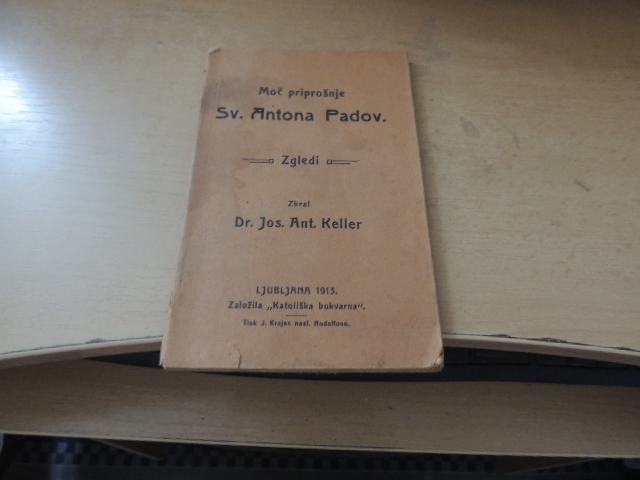 Moč priprošnje
Sv. Antona Padov.
Zgledi
Zbral
Dr. Jos. Ant. Keller
LJUBLJANA 1913.
Založila „Katoliška bukvarna“.
Tisk J. Krajec nasl. Rudolfovo.